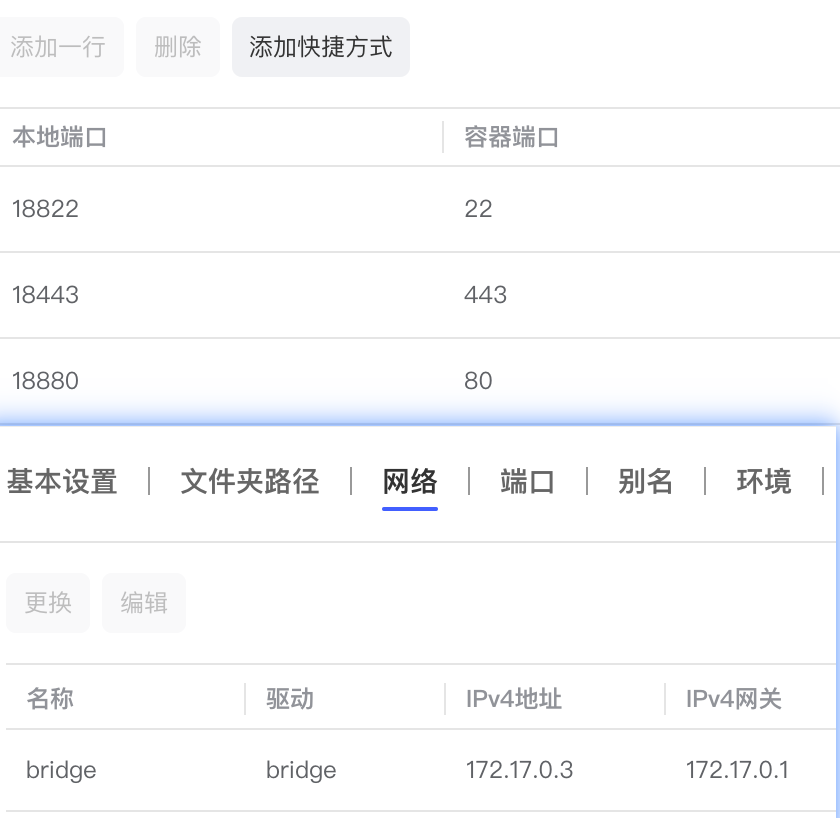 添加一行 删除 添加快捷方式
本地端口 容器端口
18822 22
18443 443
18880 80
基本设置 文件夹路径 网络 端口 别名 环境
更换 编辑
名称 驱动 IPv4地址 IPv4网关
bridge bridge 172.17.0.3 172.17.0.1